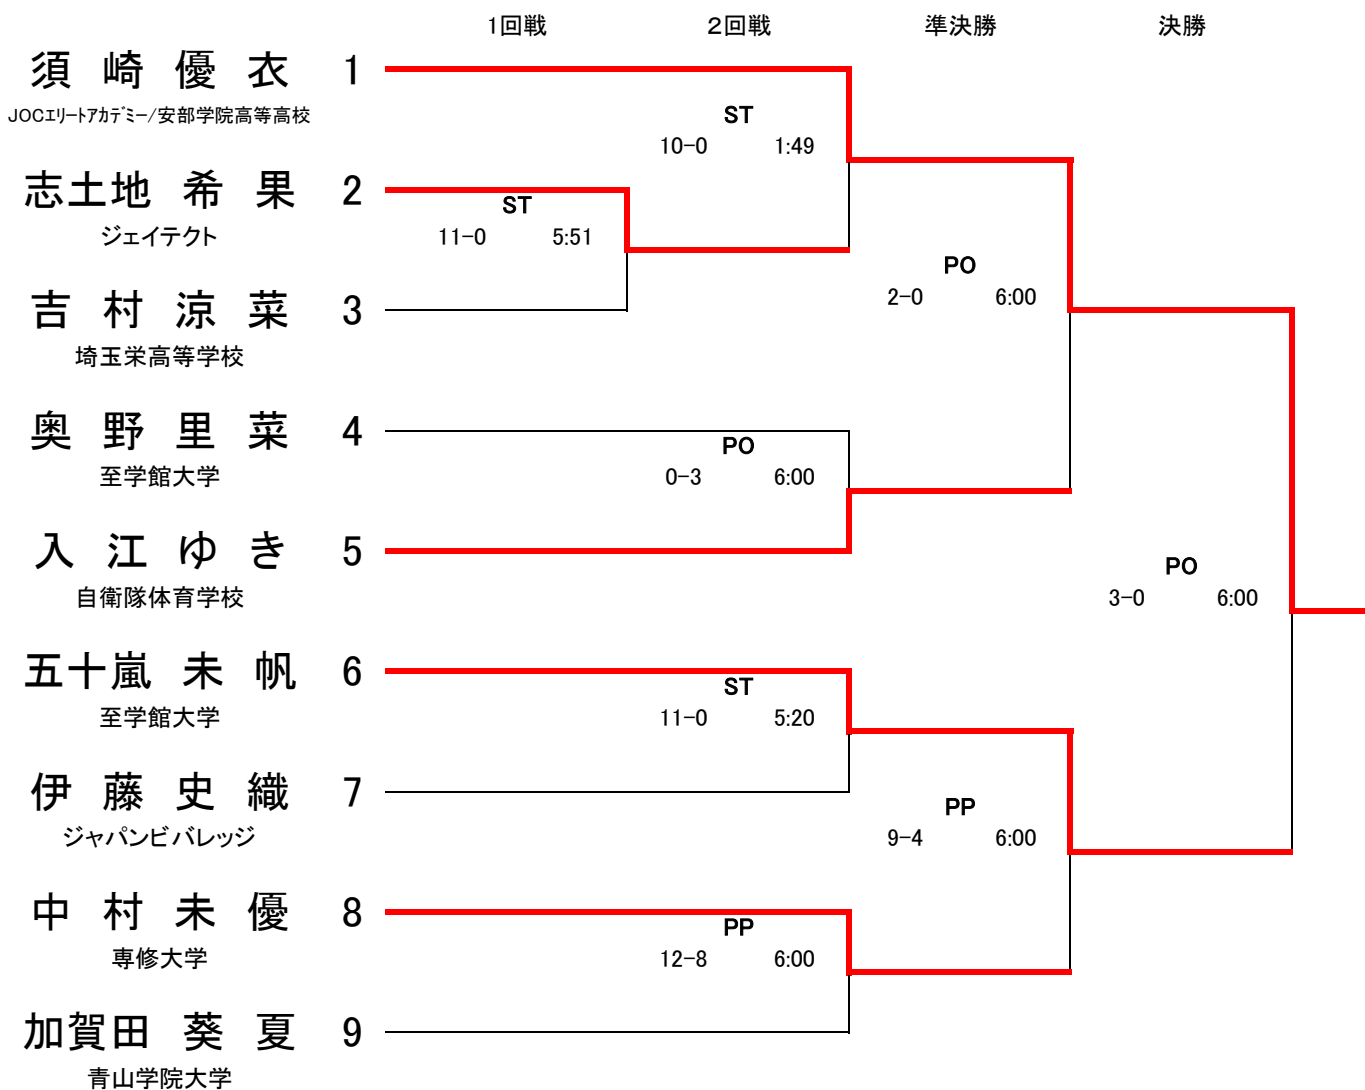 1回戦 2回戦 準決勝 決勝
須 崎 優 衣 1
JOCエリートアカデミー/安部学院高等高校
ST
10-0 1:49
志土地 希 果 2
ジェイテクト
ST
11-0 5:51
PO
2-0 6:00
吉 村 涼 菜 3
埼玉栄高等学校
奥 野 里 菜 4
至学館大学
PO
0-3 6:00
入 江 ゆ き 5
自衛隊体育学校
PO
3-0 6:00
五十嵐 未 帆 6
至学館大学
ST
11-0 5:20
伊 藤 史 織 7
ジャパンビバレッジ
PP
9-4 6:00
中 村 未 優 8
専修大学
PP
12-8 6:00
加賀田 葵 夏 9
青山学院大学